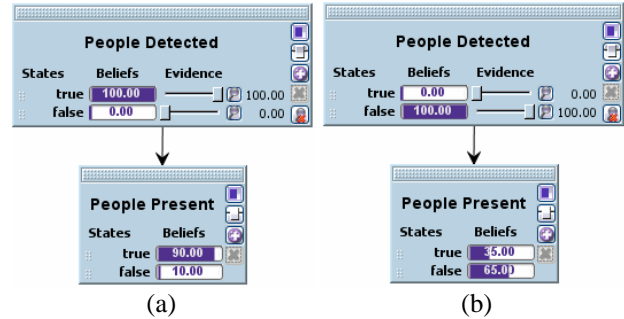 People Detected
States Beliefs Evidence
true 100.00 100.00
false 0.00 0.00
People Present
States Beliefs
true 90.00
false 10.00
(a)
People Detected
States Beliefs Evidence
true 0.00 0.00
false 100.00 100.00
People Present
States Beliefs
true 35.00
false 65.00
(b)